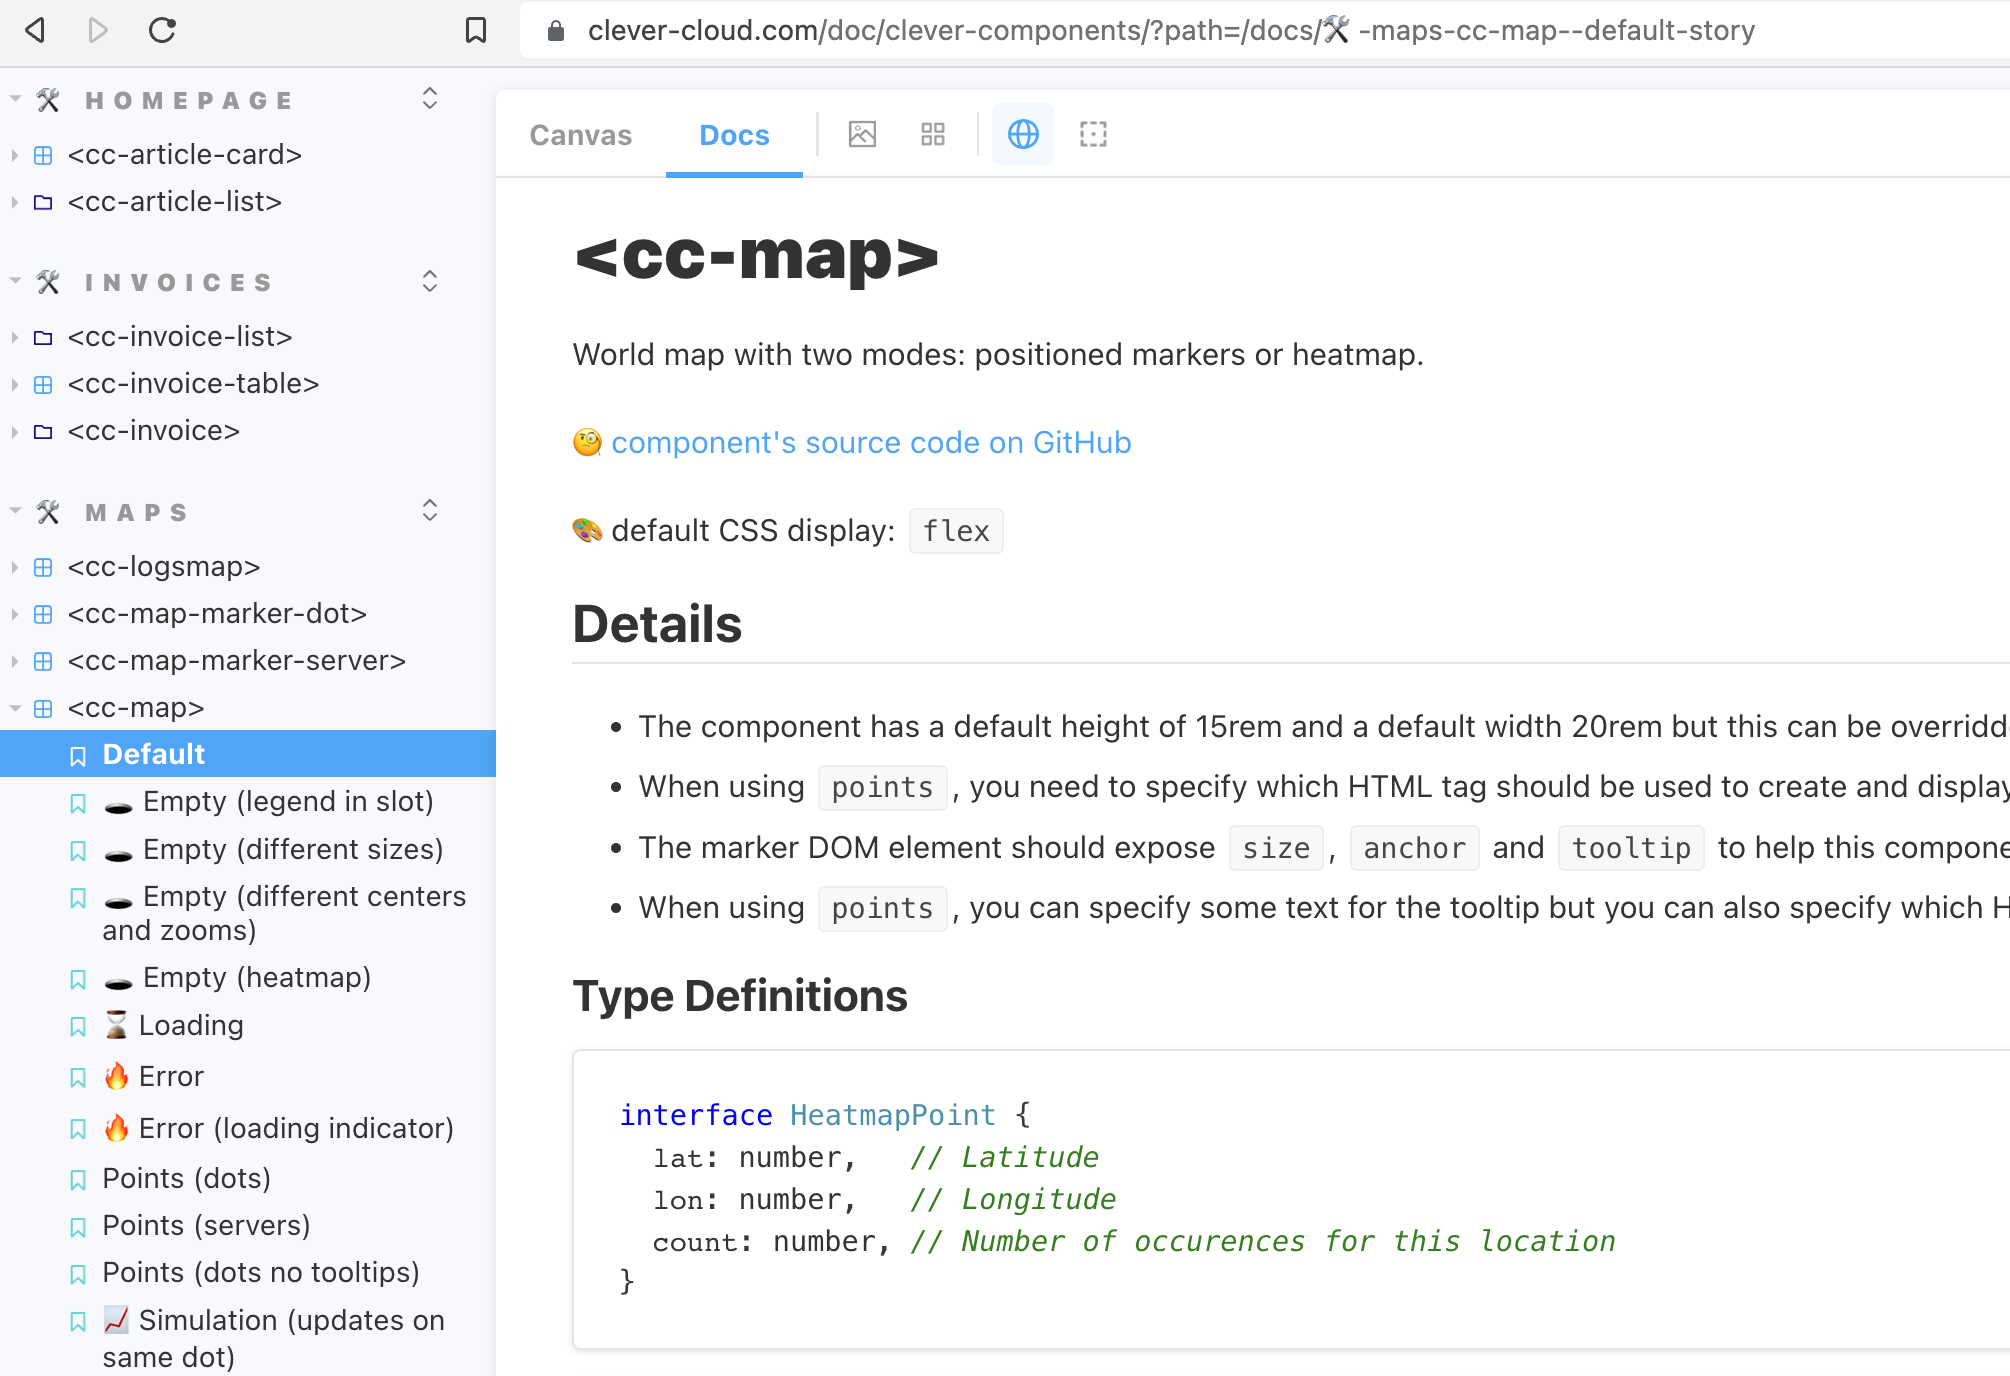 clever-cloud.com/doc/clever-components/?path=/docs/🛠-maps-cc-map--default-story
🛠 HOMEPAGE
<cc-article-card>
<cc-article-list>
🛠 INVOICES
<cc-invoice-list>
<cc-invoice-table>
<cc-invoice>
🛠 MAPS
<cc-logsmap>
<cc-map-marker-dot>
<cc-map-marker-server>
<cc-map>
Default
🕳 Empty (legend in slot)
🕳 Empty (different sizes)
🕳 Empty (different centers
and zooms)
🕳 Empty (heatmap)
⌛ Loading
🔥 Error
🔥 Error (loading indicator)
Points (dots)
Points (servers)
Points (dots no tooltips)
📈 Simulation (updates on
same dot)
Canvas Docs
<cc-map>
World map with two modes: positioned markers or heatmap.
🧐 component's source code on GitHub
🎨 default CSS display: flex
Details
• The component has a default height of 15rem and a default width 20rem but this can be
• When using points, you need to specify which HTML tag should be used to create and display
• The marker DOM element should expose size, anchor and tooltip to help this
• When using points, you can specify some text for the tooltip but you can also specify which
Type Definitions
interface HeatmapPoint {
lat: number, // Latitude
lon: number, // Longitude
count: number, // Number of occurences for this location
}